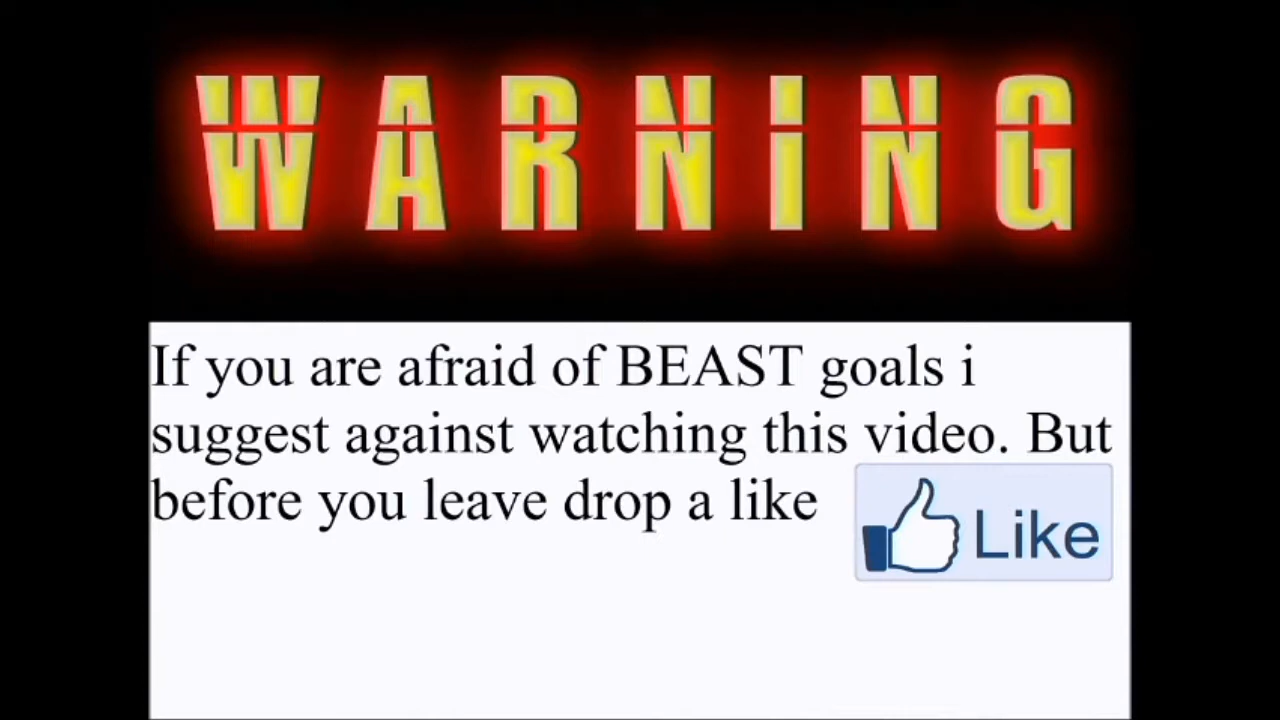 WARNING
If you are afraid of BEAST goals i
suggest against watching this video. But
before you leave drop a like
Like